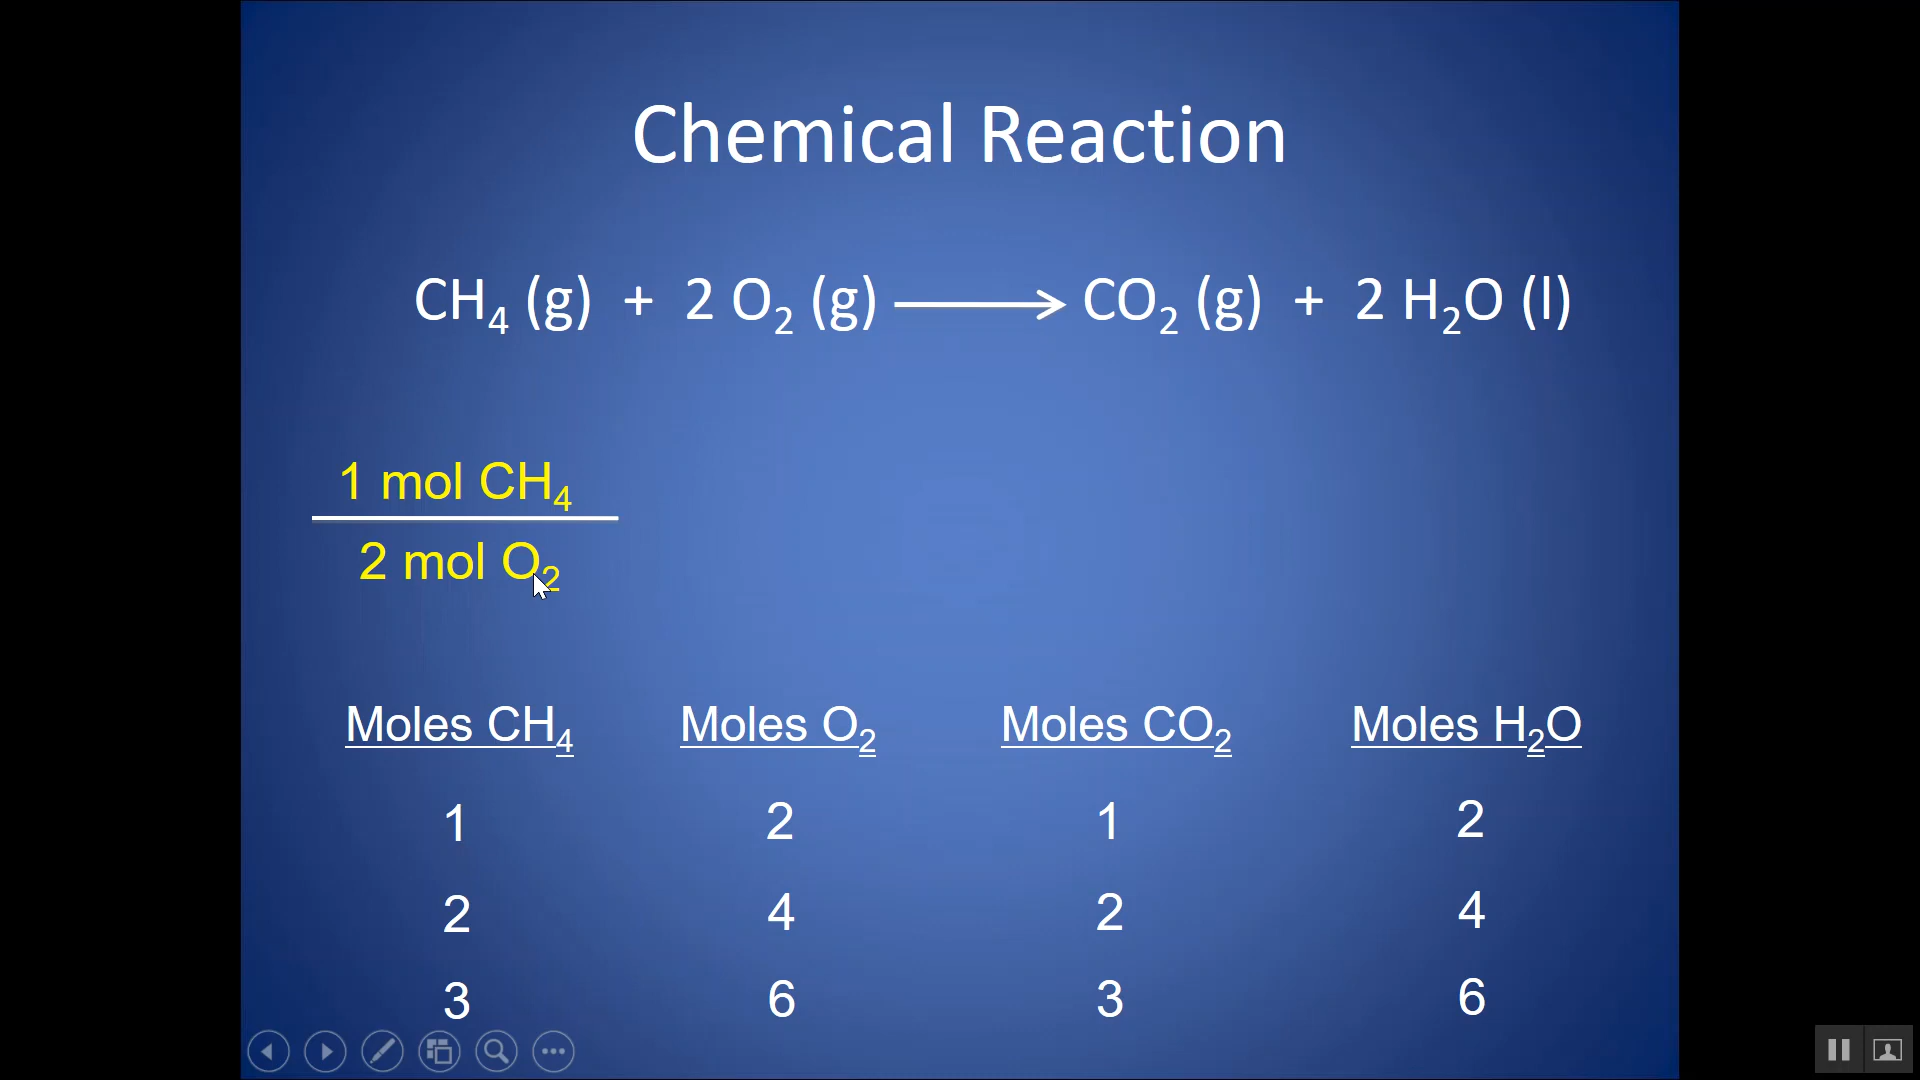 Chemical Reaction
CH₄ (g) + 2 O₂ (g) ⟶ CO₂ (g) + 2 H₂O (l)
1 mol CH₄
2 mol O₂
Moles CH₄ Moles O₂ Moles CO₂ Moles H₂O
1 2 1 2
2 4 2 4
3 6 3 6